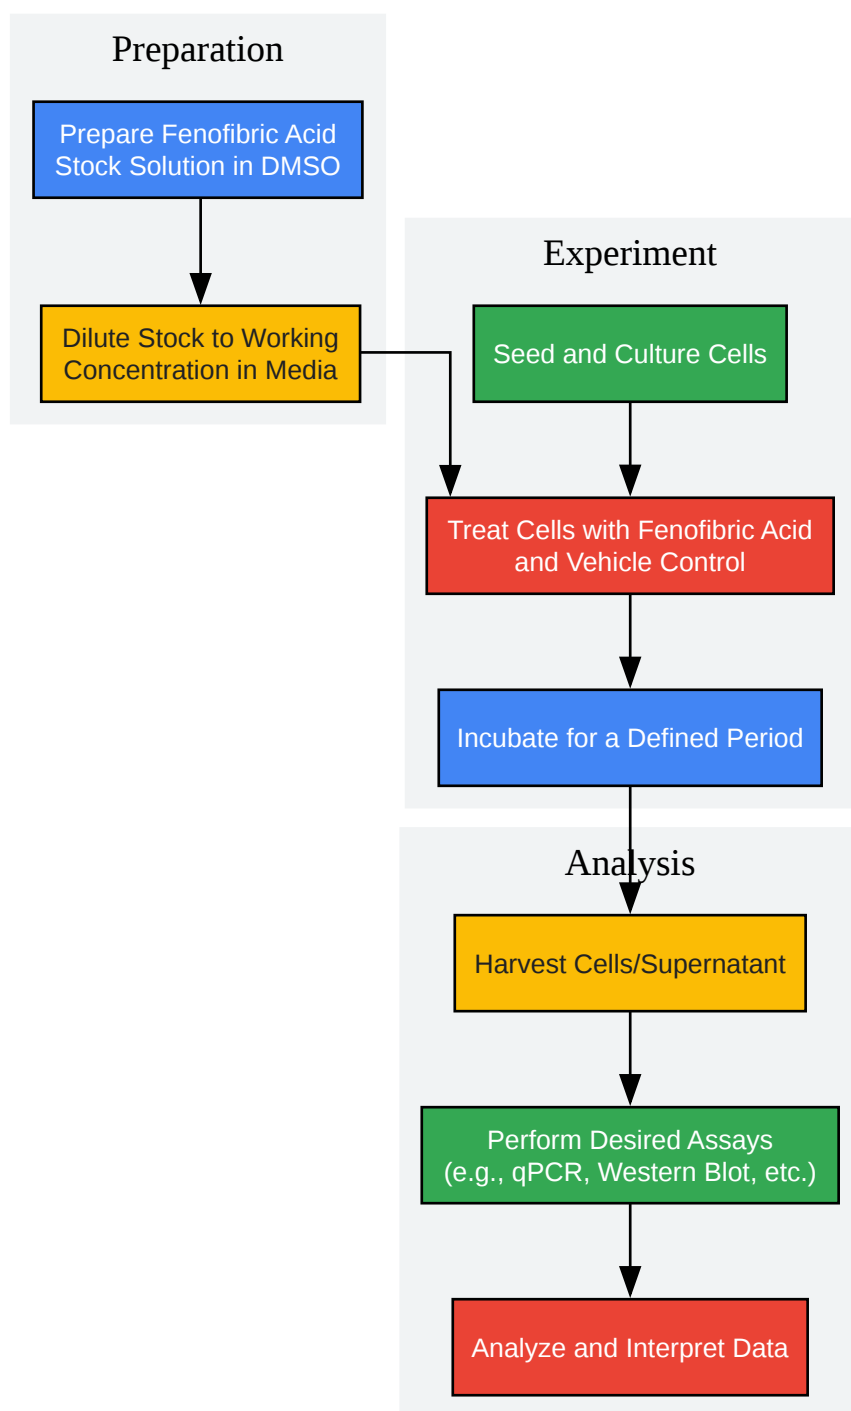 Preparation
Prepare Fenofibric Acid
Stock Solution in DMSO
Dilute Stock to Working
Concentration in Media
Experiment
Seed and Culture Cells
Treat Cells with Fenofibric Acid
and Vehicle Control
Incubate for a Defined Period
Analysis
Harvest Cells/Supernatant
Perform Desired Assays
(e.g., qPCR, Western Blot, etc.)
Analyze and Interpret Data